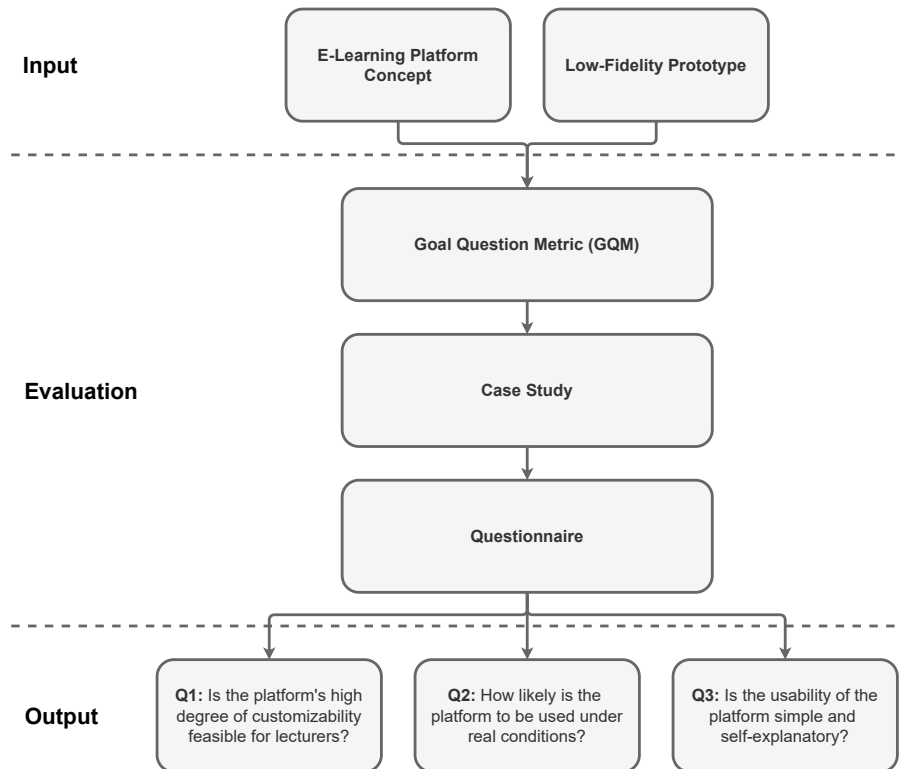 Input
E-Learning Platform
Concept
Low-Fidelity Prototype
Evaluation
Goal Question Metric (GQM)
Case Study
Questionnaire
Output
Q1: Is the platform's high
degree of customizability
feasible for lecturers?
Q2: How likely is the
platform to be used under
real conditions?
Q3: Is the usability of the
platform simple and
self-explanatory?